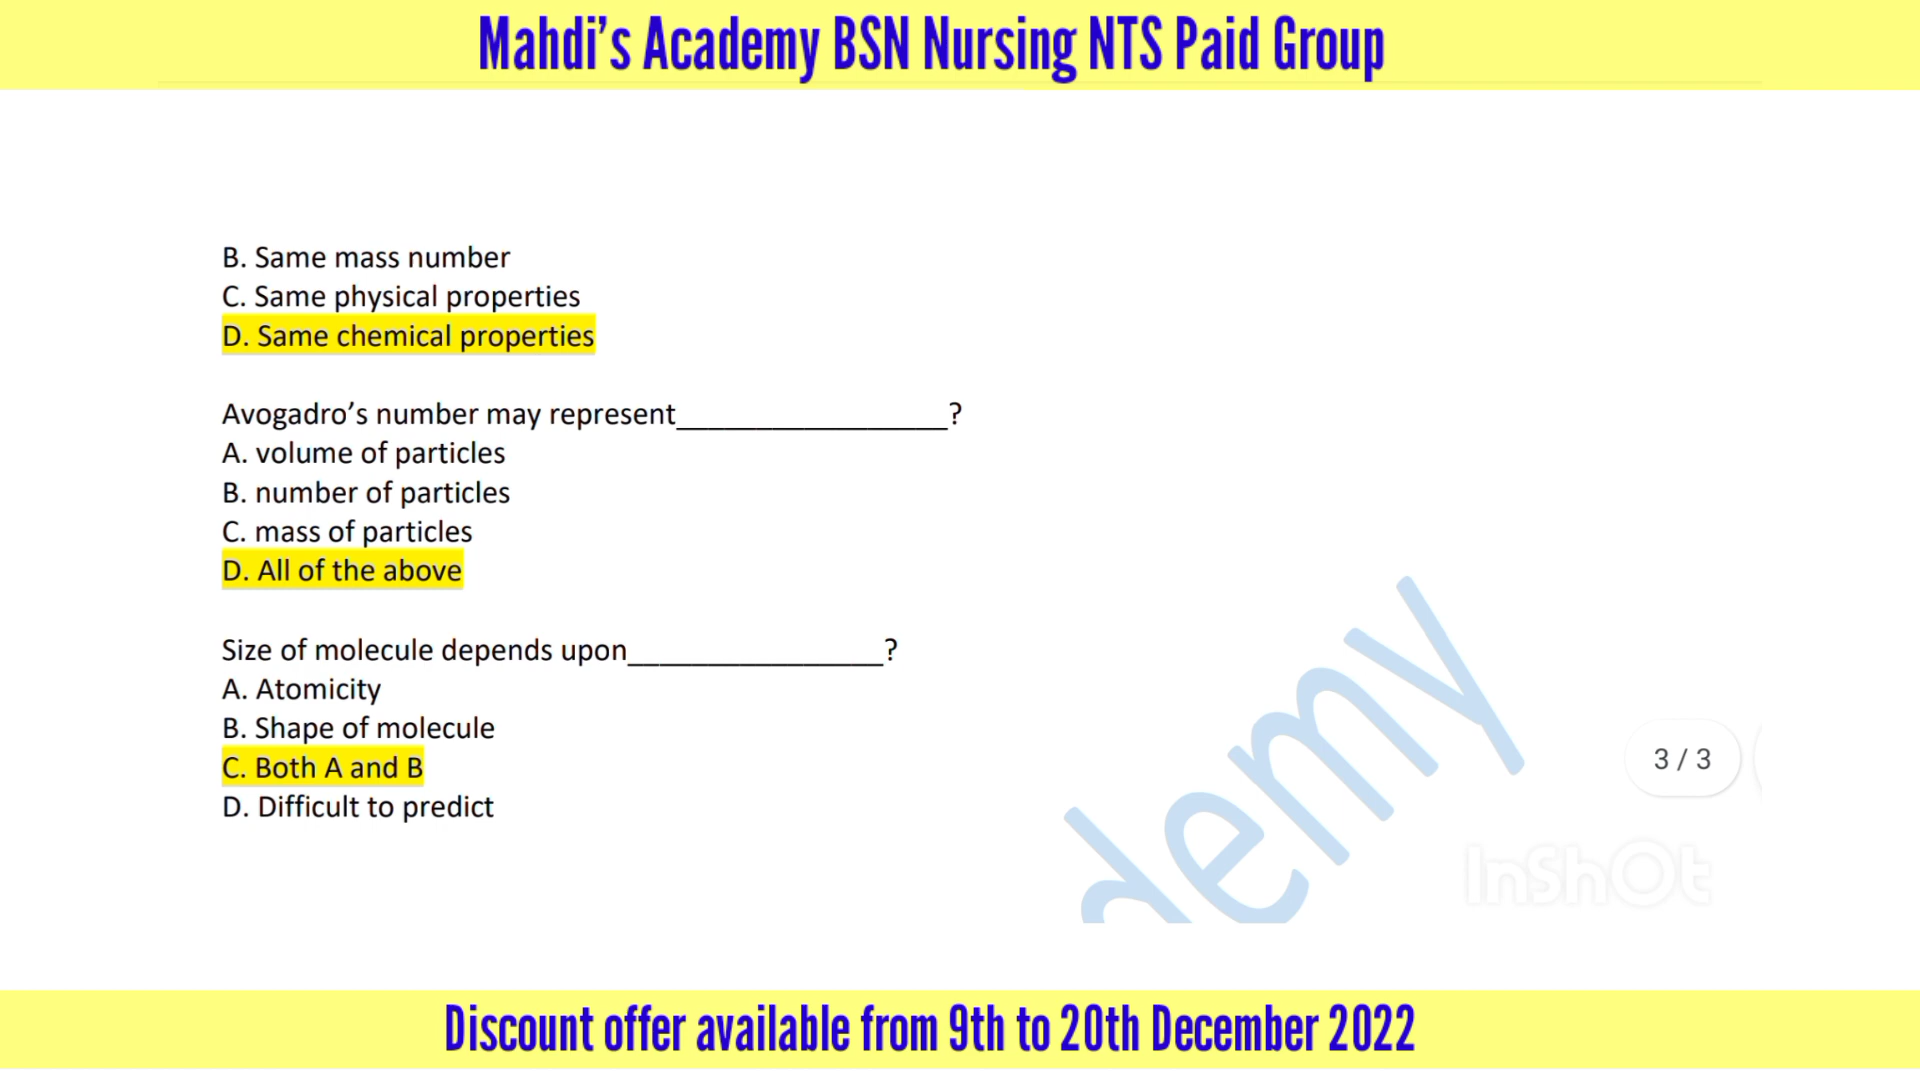 Mahdi's Academy BSN Nursing NTS Paid Group
B. Same mass number
C. Same physical properties
D. Same chemical properties
Avogadro’s number may represent_________________?
A. volume of particles
B. number of particles
C. mass of particles
D. All of the above
Size of molecule depends upon________________?
A. Atomicity
B. Shape of molecule
C. Both A and B
D. Difficult to predict
demy
3 / 3
InShOt
Discount offer available from 9th to 20th December 2022